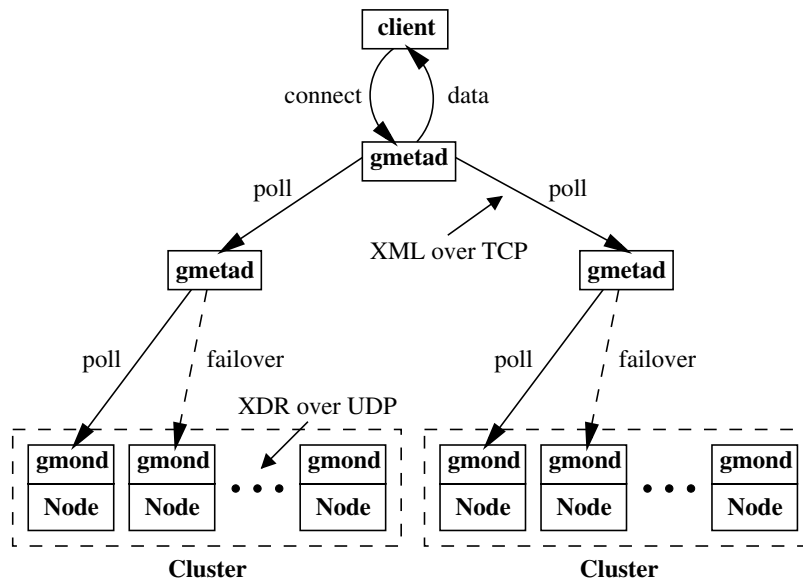 client
connect
data
gmetad
poll
poll
XML over TCP
gmetad
gmetad
poll
failover
poll
failover
XDR over UDP
gmond
gmond
gmond
gmond
gmond
gmond
Node
Node
Node
Node
Node
Node
Cluster
Cluster